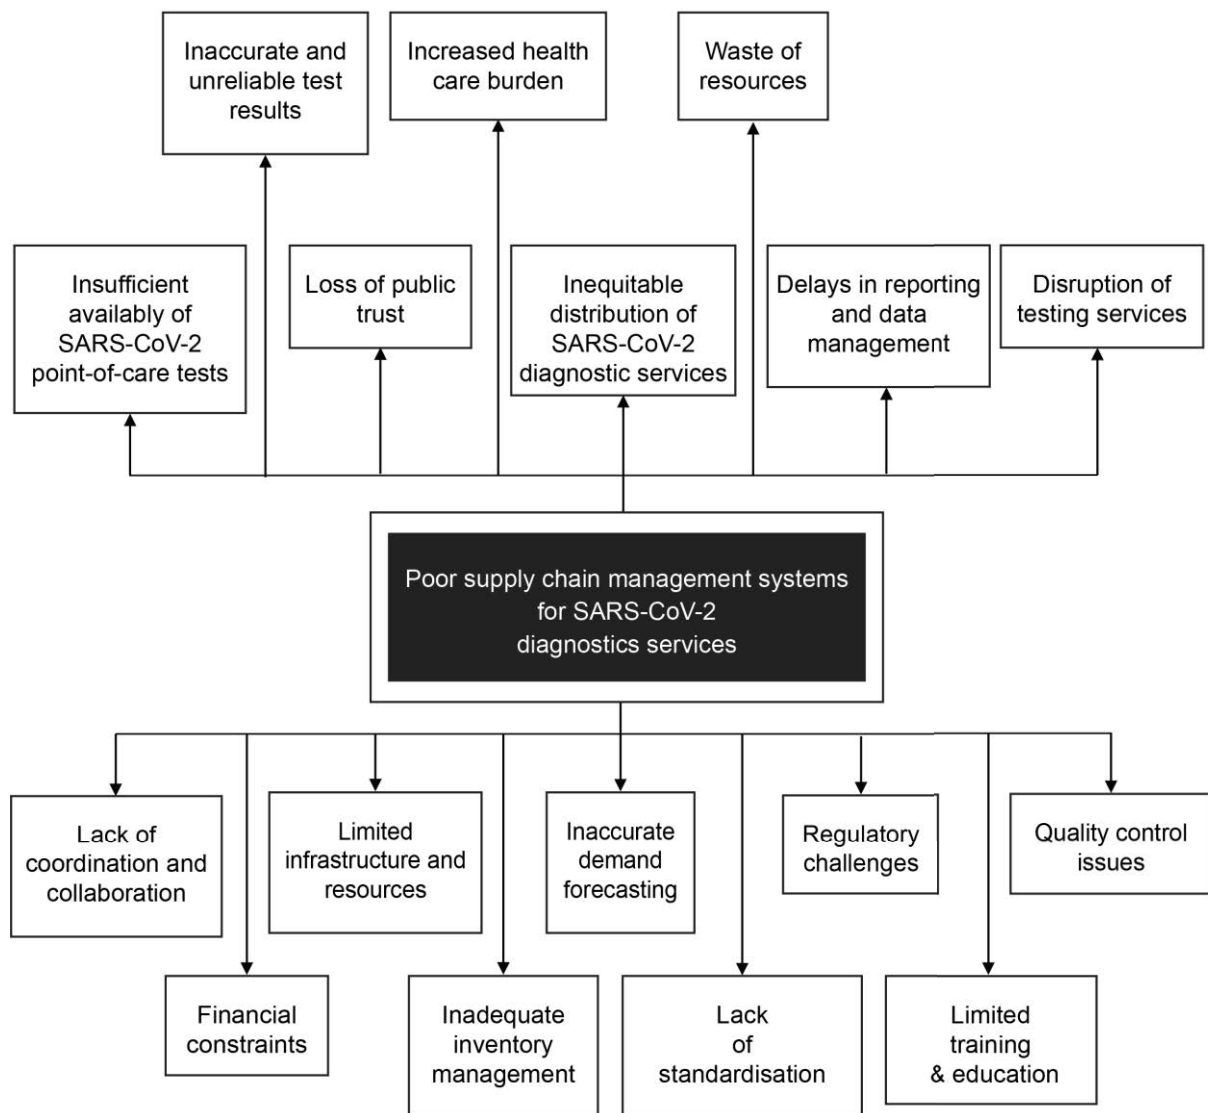 Inaccurate and
unreliable test
results
Increased health
care burden
Waste of
resources
Insufficient
availably of
SARS-CoV-2
point-of-care tests
Loss of public
trust
Inequitable
distribution of
SARS-CoV-2
diagnostic services
Delays in reporting
and data
management
Disruption of
testing services
Poor supply chain management systems
for SARS-CoV-2
diagnostics services
Lack of
coordination and
collaboration
Limited
infrastructure and
resources
Inaccurate
demand
forecasting
Regulatory
challenges
Quality control
issues
Financial
constraints
Inadequate
inventory
management
Lack
of
standardisation
Limited
training
& education